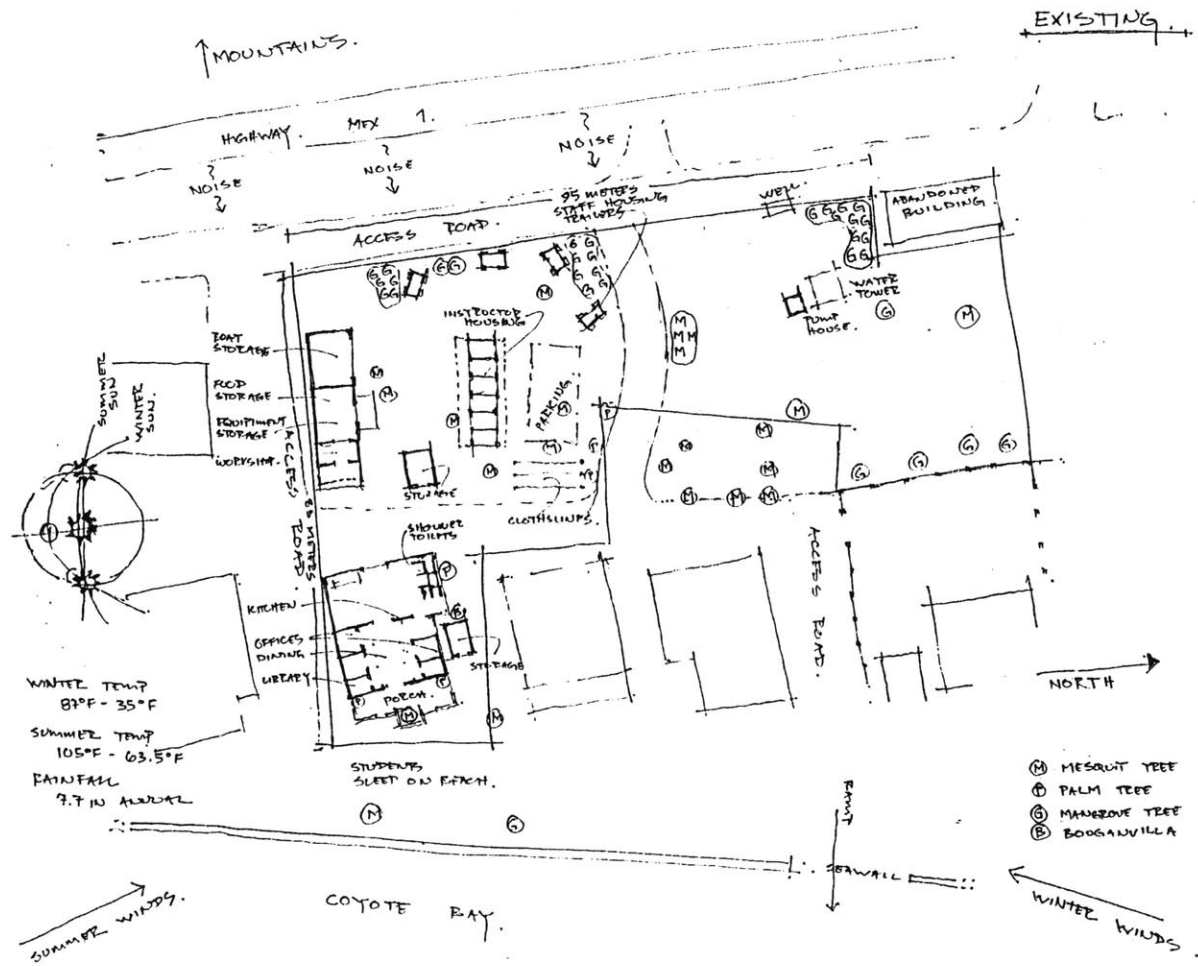 EXISTING.
MOUNTAINS.
HIGHWAY. MEX 1.
NOISE
NOISE
NOISE
ACCESS ROAD.
95 METERS
STAFF HOUSING
TRAILERS
WELL
G G G G
G G
G G
G G
ABANDONED
BUILDING
WATER
TOWER
PUMP
HOUSE.
G
M
G G
G G
G G
G G
M
INSTRUCTOR
HOUSING
M
M M
M
BOAT
STORAGE
FOOD
STORAGE
EQUIPTMENT
STORAGE
WORKSHOP.
M
M
M
PARKING.
M
M
M
P
P
P
M
M
M
M
M
M
M
M
M
G
G
G
G
STORAGE
CLOTHSLINES.
ACCESS ROAD.
88 METRES
SUMMER
SUN
WINTER
SUN.
M
SHOWER
TOILETS
P
B
KITCHEN
OFFICES
DINING
LIBRARY
STORAGE
P
P
PORCH.
M
M
ACCESS ROAD.
NORTH
WINTER TEMP
87°F - 35°F
SUMMER TEMP
105°F - 63.5°F
RAINFALL
7.7 IN ANNUAL
STUDENTS
SLEEP ON BEACH.
M
G
RAMP
SEAWALL
M MESQUIT TREE
P PALM TREE
G MANGROVE TREE
B BOOGANVILLA
SUMMER WINDS.
COYOTE BAY.
WINTER WINDS.